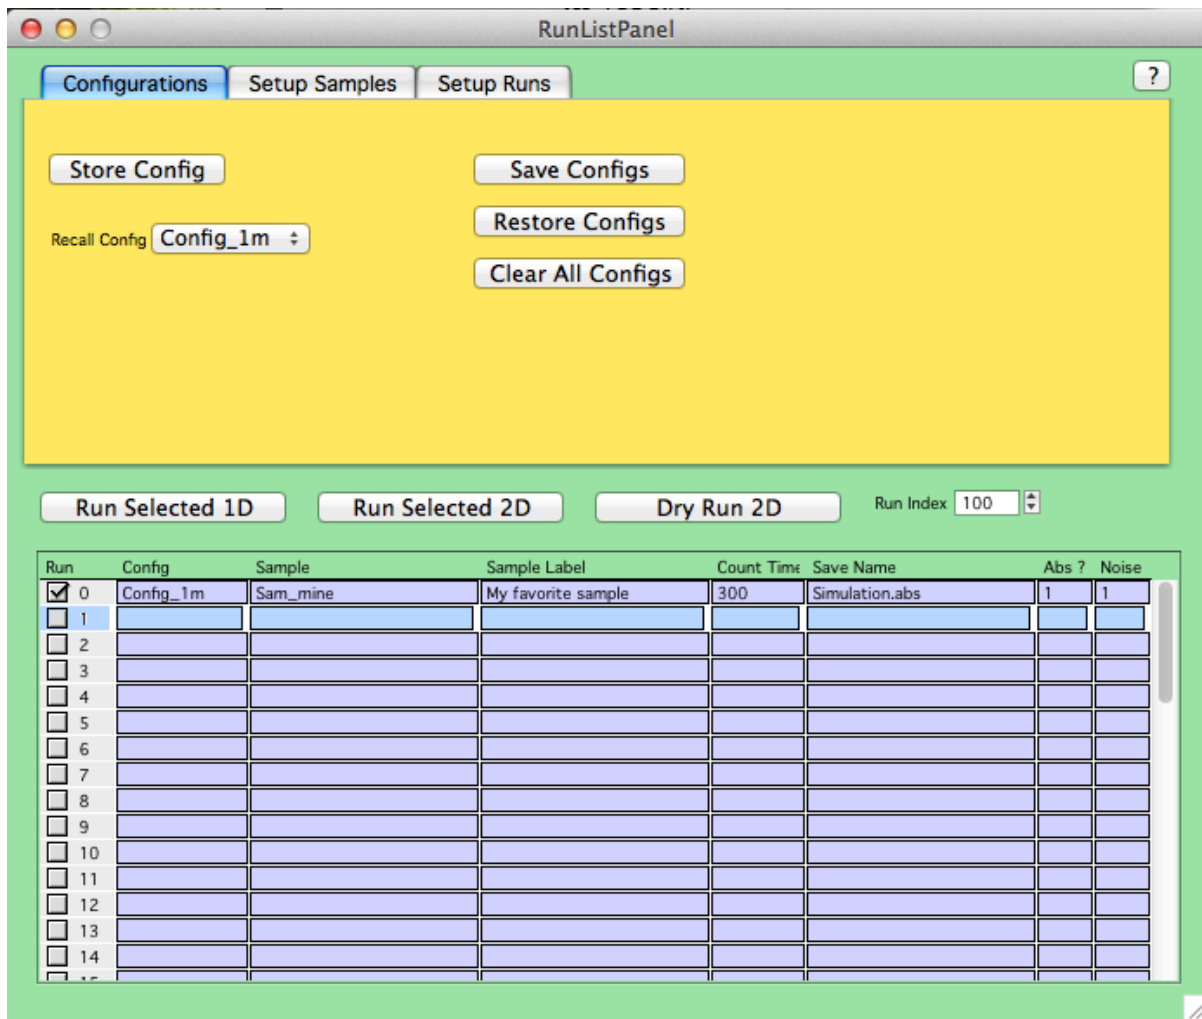 RunListPanel
Configurations Setup Samples Setup Runs ?
Store Config Save Configs
Restore Configs
Recall Config Config_1m
Clear All Configs
Run Selected 1D Run Selected 2D Dry Run 2D Run Index 100
Run Config Sample Sample Label Count Time Save Name Abs ? Noise
0 Config_1m Sam_mine My favorite sample 300 Simulation.abs 1 1
1
2
3
4
5
6
7
8
9
10
11
12
13
14